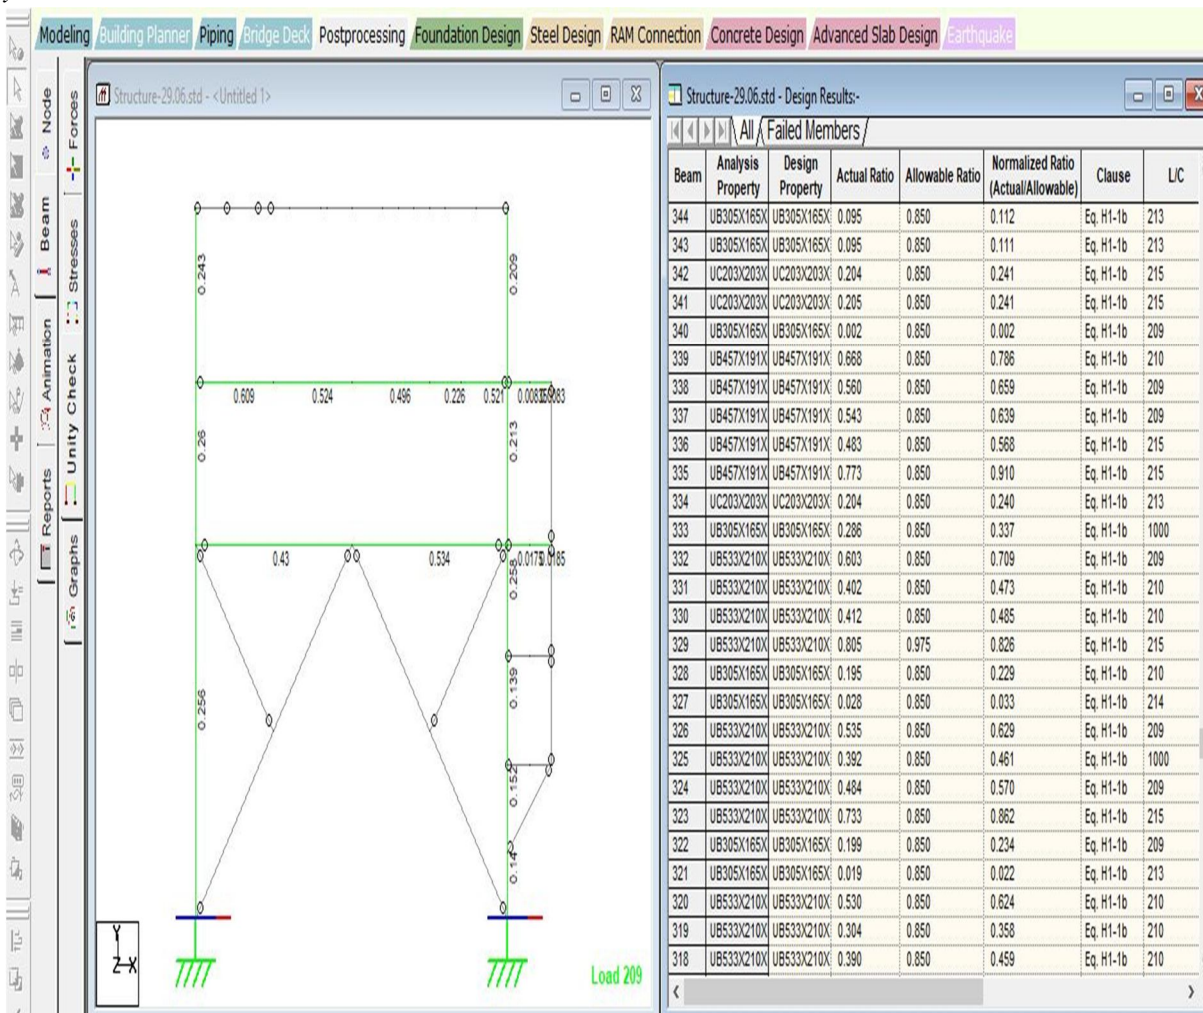 Modeling Building Planner Piping Bridge Deck Postprocessing Foundation Design Steel Design RAM Connection Concrete Design Advanced Slab Design Earthquake
Node
Beam
Animation
Reports
Forces
Stresses
Unity Check
Graphs
Structure-29.06.std - <Untitled 1>
0.243
0.209
0.609 0.524 0.496 0.226 0.521
0.26
0.213
0.43 0.534
0.258
0.139
0.256
0.152
0.14
Y
Z X
Load 209
Structure-29.06.std - Design Results:-
All Failed Members
Beam Analysis Property Design Property Actual Ratio Allowable Ratio Normalized Ratio (Actual/Allowable) Clause L/C
344 UB305X165X UB305X165X 0.095 0.850 0.112 Eq. H1-1b 213
343 UB305X165X UB305X165X 0.095 0.850 0.111 Eq. H1-1b 213
342 UC203X203X UC203X203X 0.204 0.850 0.241 Eq. H1-1b 215
341 UC203X203X UC203X203X 0.205 0.850 0.241 Eq. H1-1b 215
340 UB305X165X UB305X165X 0.002 0.850 0.002 Eq. H1-1b 209
339 UB457X191X UB457X191X 0.668 0.850 0.786 Eq. H1-1b 210
338 UB457X191X UB457X191X 0.560 0.850 0.659 Eq. H1-1b 209
337 UB457X191X UB457X191X 0.543 0.850 0.639 Eq. H1-1b 209
336 UB457X191X UB457X191X 0.483 0.850 0.568 Eq. H1-1b 215
335 UB457X191X UB457X191X 0.773 0.850 0.910 Eq. H1-1b 215
334 UC203X203X UC203X203X 0.204 0.850 0.240 Eq. H1-1b 213
333 UB305X165X UB305X165X 0.286 0.850 0.337 Eq. H1-1b 1000
332 UB533X210X UB533X210X 0.603 0.850 0.709 Eq. H1-1b 209
331 UB533X210X UB533X210X 0.402 0.850 0.473 Eq. H1-1b 210
330 UB533X210X UB533X210X 0.412 0.850 0.485 Eq. H1-1b 210
329 UB533X210X UB533X210X 0.805 0.975 0.826 Eq. H1-1b 215
328 UB305X165X UB305X165X 0.195 0.850 0.229 Eq. H1-1b 210
327 UB305X165X UB305X165X 0.028 0.850 0.033 Eq. H1-1b 214
326 UB533X210X UB533X210X 0.535 0.850 0.629 Eq. H1-1b 209
325 UB533X210X UB533X210X 0.392 0.850 0.461 Eq. H1-1b 1000
324 UB533X210X UB533X210X 0.484 0.850 0.570 Eq. H1-1b 209
323 UB533X210X UB533X210X 0.733 0.850 0.862 Eq. H1-1b 215
322 UB305X165X UB305X165X 0.199 0.850 0.234 Eq. H1-1b 209
321 UB305X165X UB305X165X 0.019 0.850 0.022 Eq. H1-1b 213
320 UB533X210X UB533X210X 0.530 0.850 0.624 Eq. H1-1b 210
319 UB533X210X UB533X210X 0.304 0.850 0.358 Eq. H1-1b 210
318 UB533X210X UB533X210X 0.390 0.850 0.459 Eq. H1-1b 210